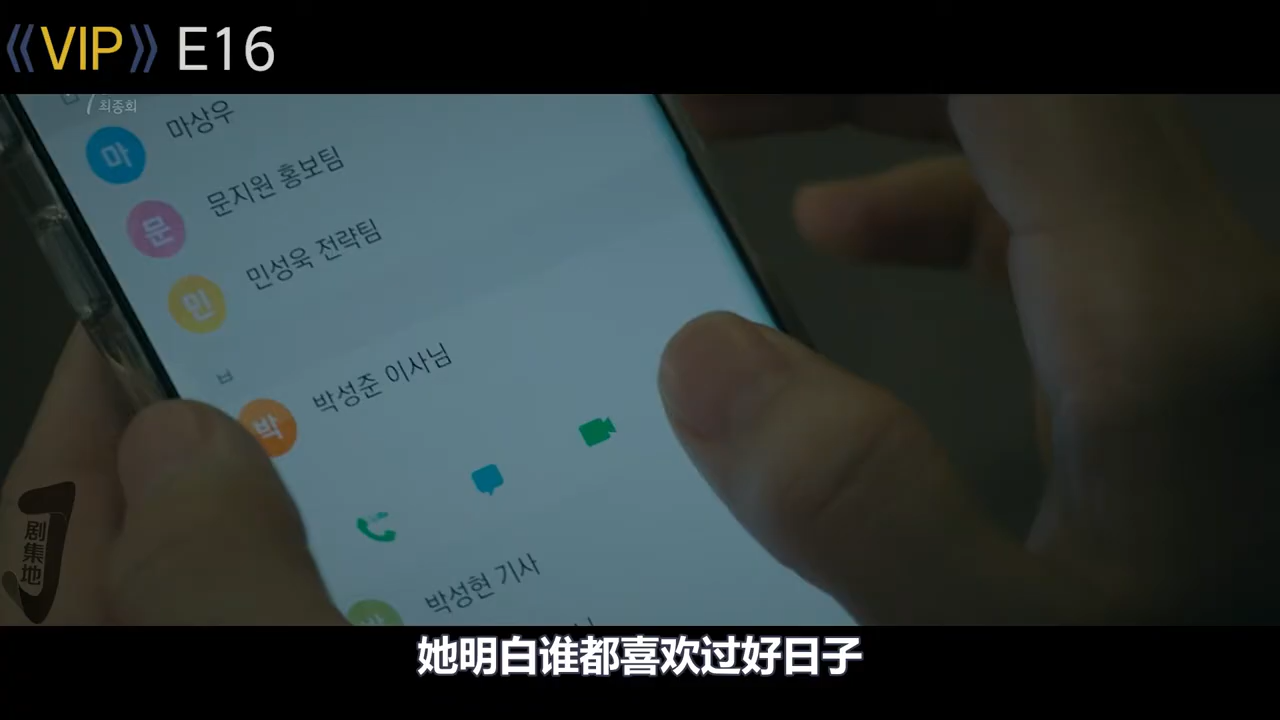 《VIP》 E16
최종회
마상우
마
문지원 홍보팀
문
민성욱 전략팀
민
ㅂ
박성준 이사님
박
박성현 기사
剧集地
她明白谁都喜欢过好日子